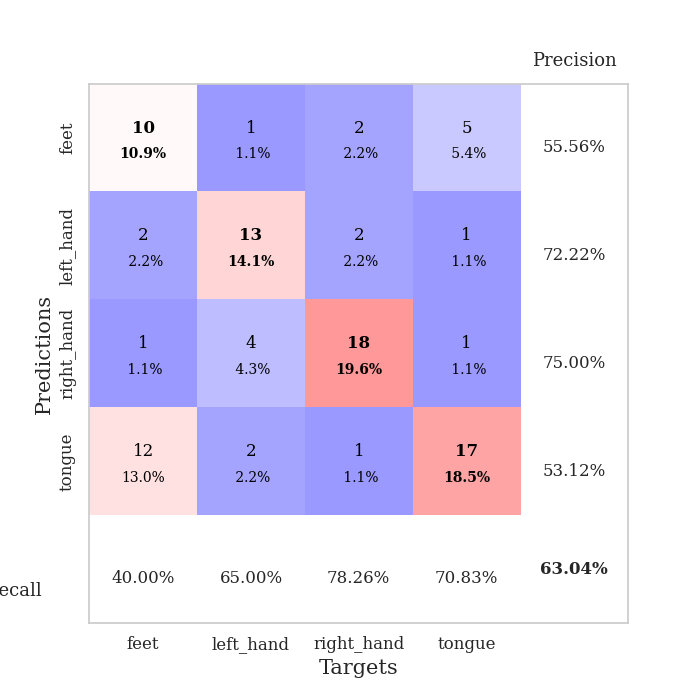 Precision
feet 10 1 2 5
10.9% 1.1% 2.2% 5.4% 55.56%
left_hand 2 13 2 1
2.2% 14.1% 2.2% 1.1% 72.22%
right_hand 1 4 18 1
1.1% 4.3% 19.6% 1.1% 75.00%
Predictions
tongue 12 2 1 17
13.0% 2.2% 1.1% 18.5% 53.12%
ecall 40.00% 65.00% 78.26% 70.83% 63.04%
feet left_hand right_hand tongue
Targets